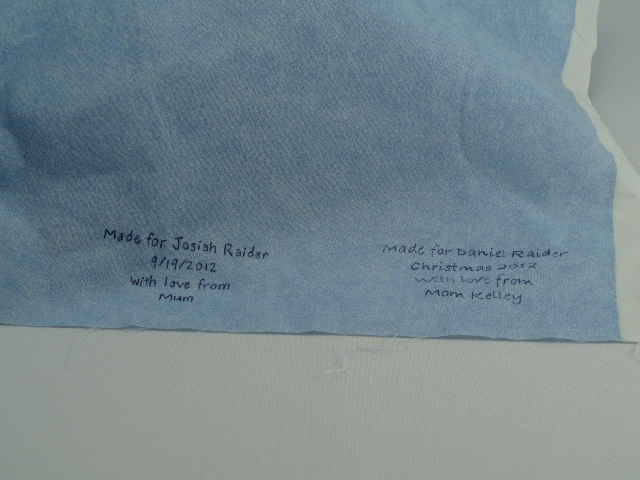 Made for Josiah Raider
9/19/2012
with love from
Mum
Made for Daniel Raider
Christmas 2012
with love from
Mom Kelley